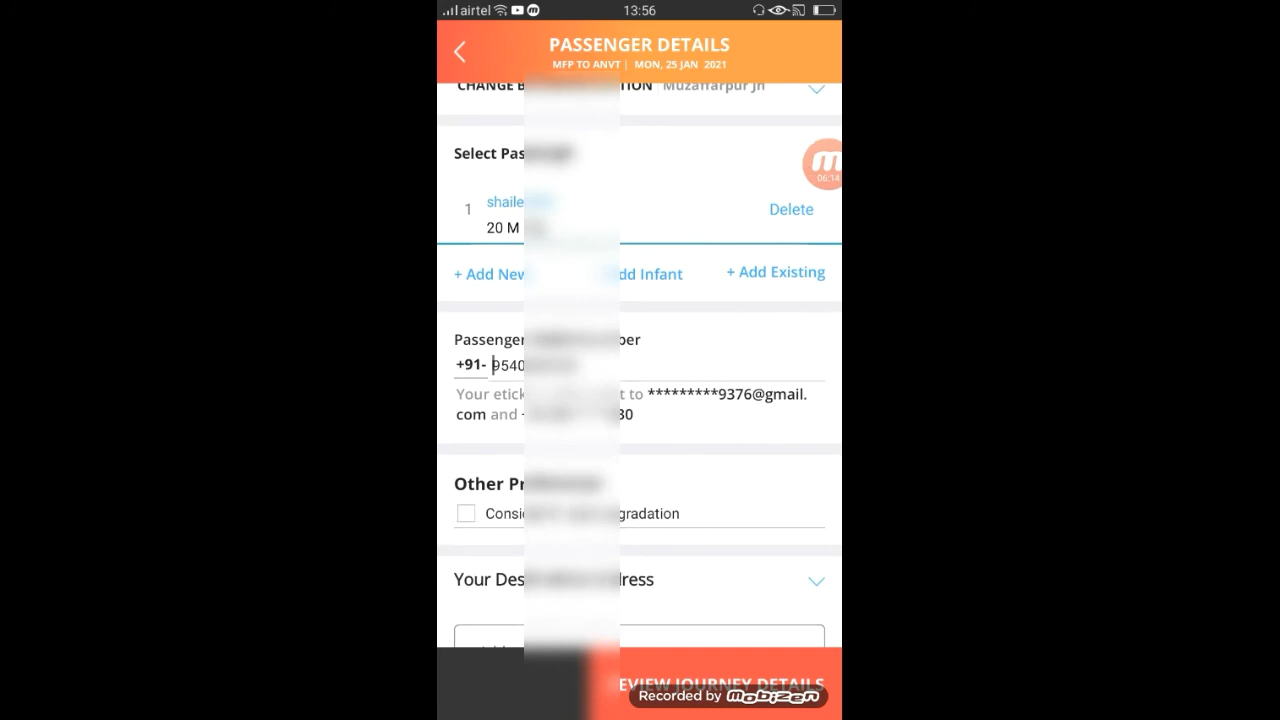 airtel 13:56
PASSENGER DETAILS
MFP TO ANVT | MON, 25 JAN 2021
CHANGE B TION | Muzaffarpur Jn
Select Pas
06:14
1 shaile Delete
20 M
+ Add New dd Infant + Add Existing
Passenger ber
+91- 9540
Your etick t to *********9376@gmail.
com and 30
Other Pr
Consi gradation
Your Des dress
EVIEW JOURNEY DETAILS
Recorded by mobizen